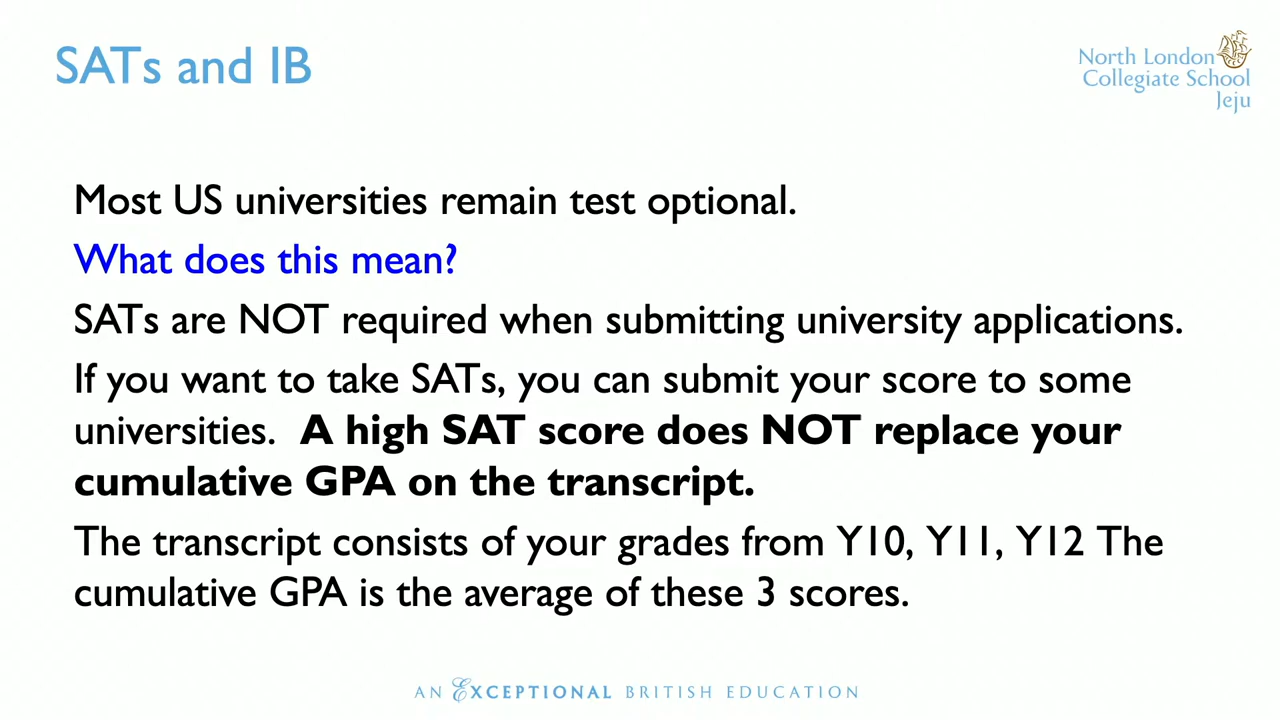 SATs and IB
North London
Collegiate School
Jeju
Most US universities remain test optional.
What does this mean?
SATs are NOT required when submitting university applications.
If you want to take SATs, you can submit your score to some
universities. A high SAT score does NOT replace your
cumulative GPA on the transcript.
The transcript consists of your grades from Y10, Y11, Y12 The
cumulative GPA is the average of these 3 scores.
AN EXCEPTIONAL BRITISH EDUCATION